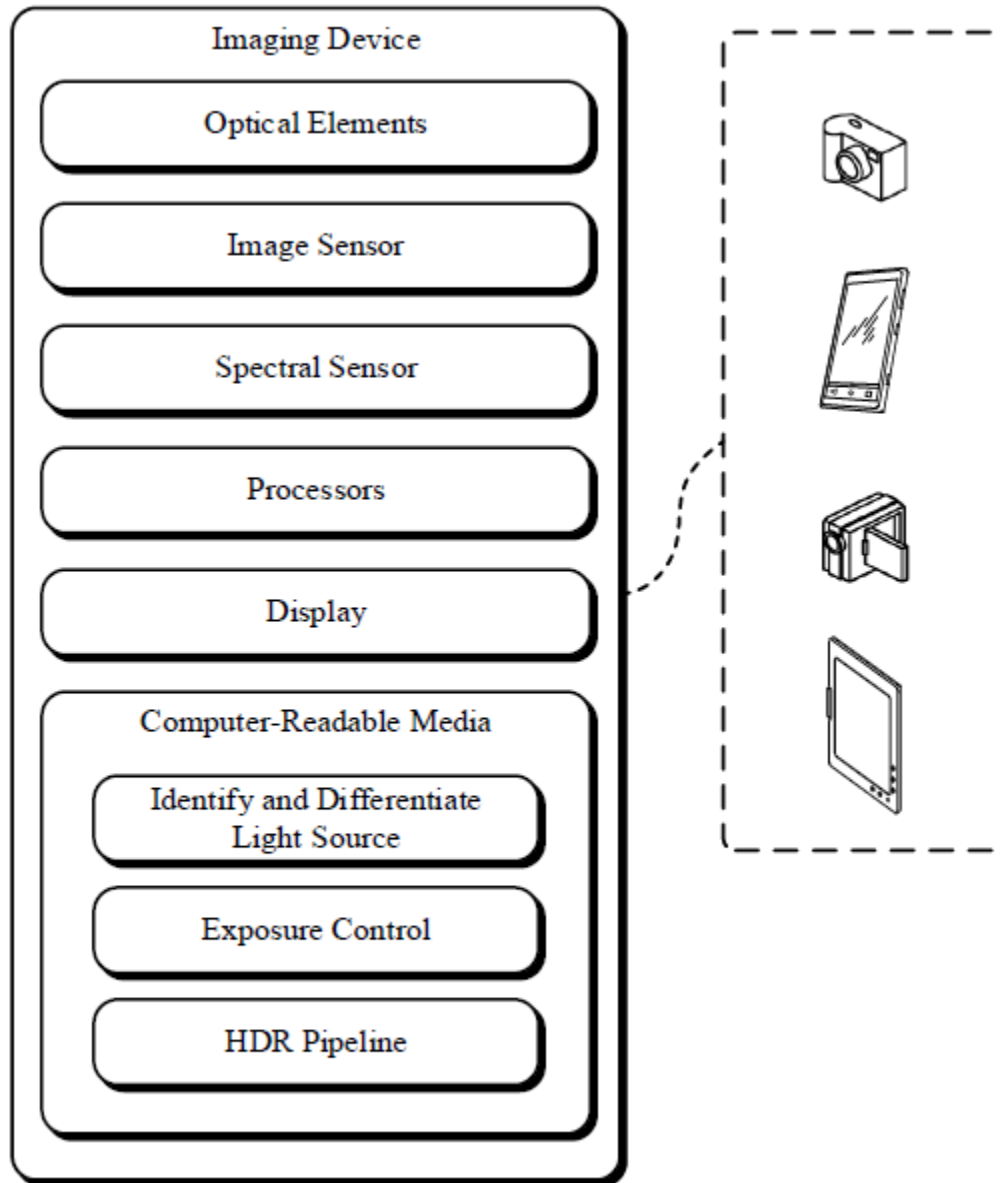 Imaging Device
Optical Elements
Image Sensor
Spectral Sensor
Processors
Display
Computer-Readable Media
Identify and Differentiate
Light Source
Exposure Control
HDR Pipeline